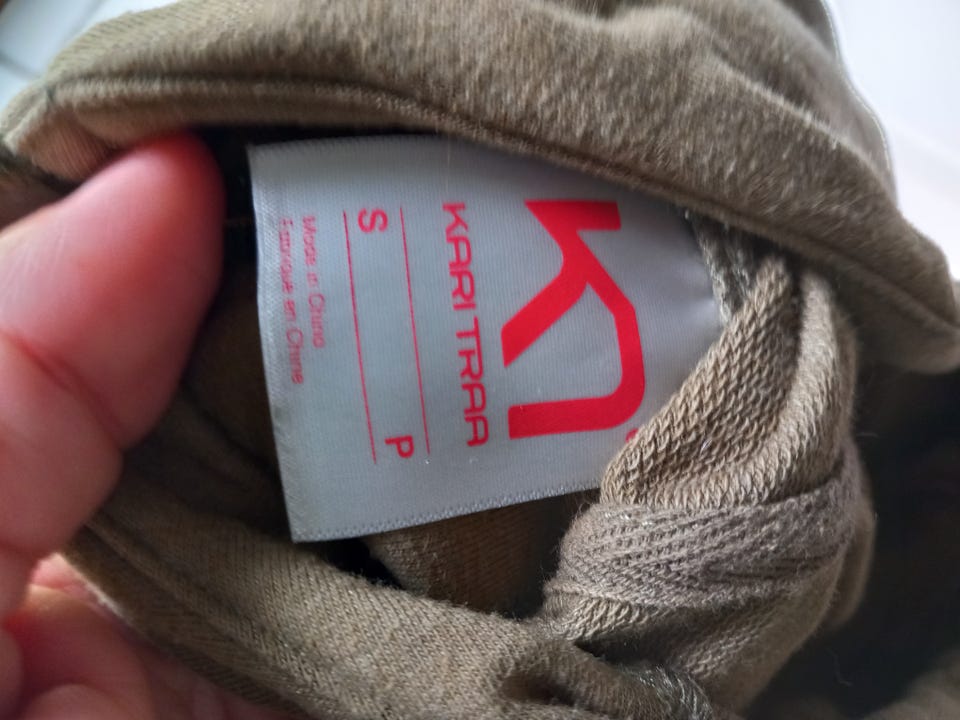 KARI TRAA
S P
Made in China
Fabriqué en Chine